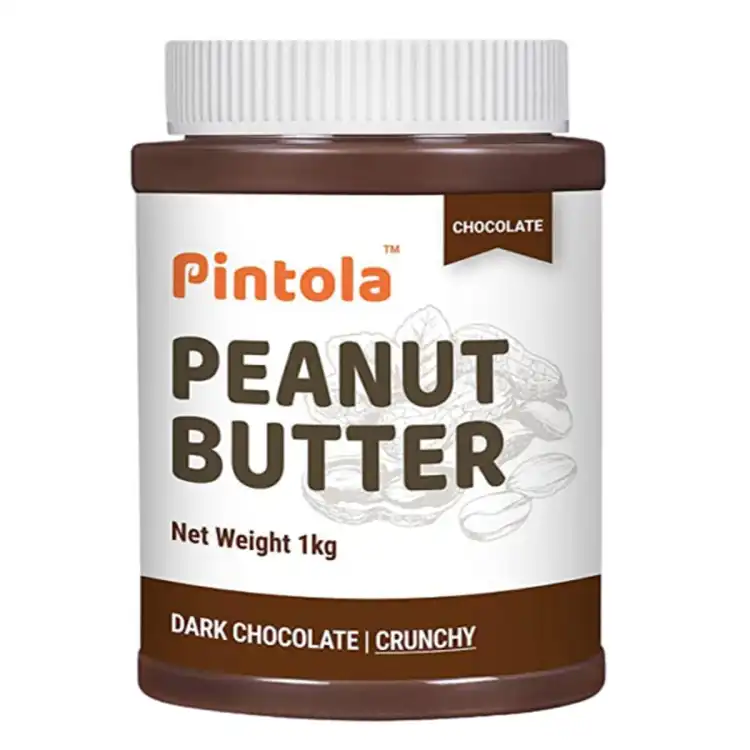 CHOCOLATE
Pintola™
PEANUT
BUTTER
Net Weight 1kg
DARK CHOCOLATE | CRUNCHY